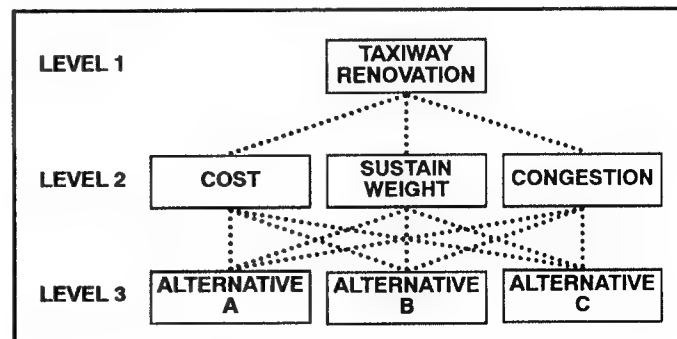 LEVEL 1
TAXIWAY
RENOVATION
LEVEL 2
COST
SUSTAIN
WEIGHT
CONGESTION
LEVEL 3
ALTERNATIVE
A
ALTERNATIVE
B
ALTERNATIVE
C